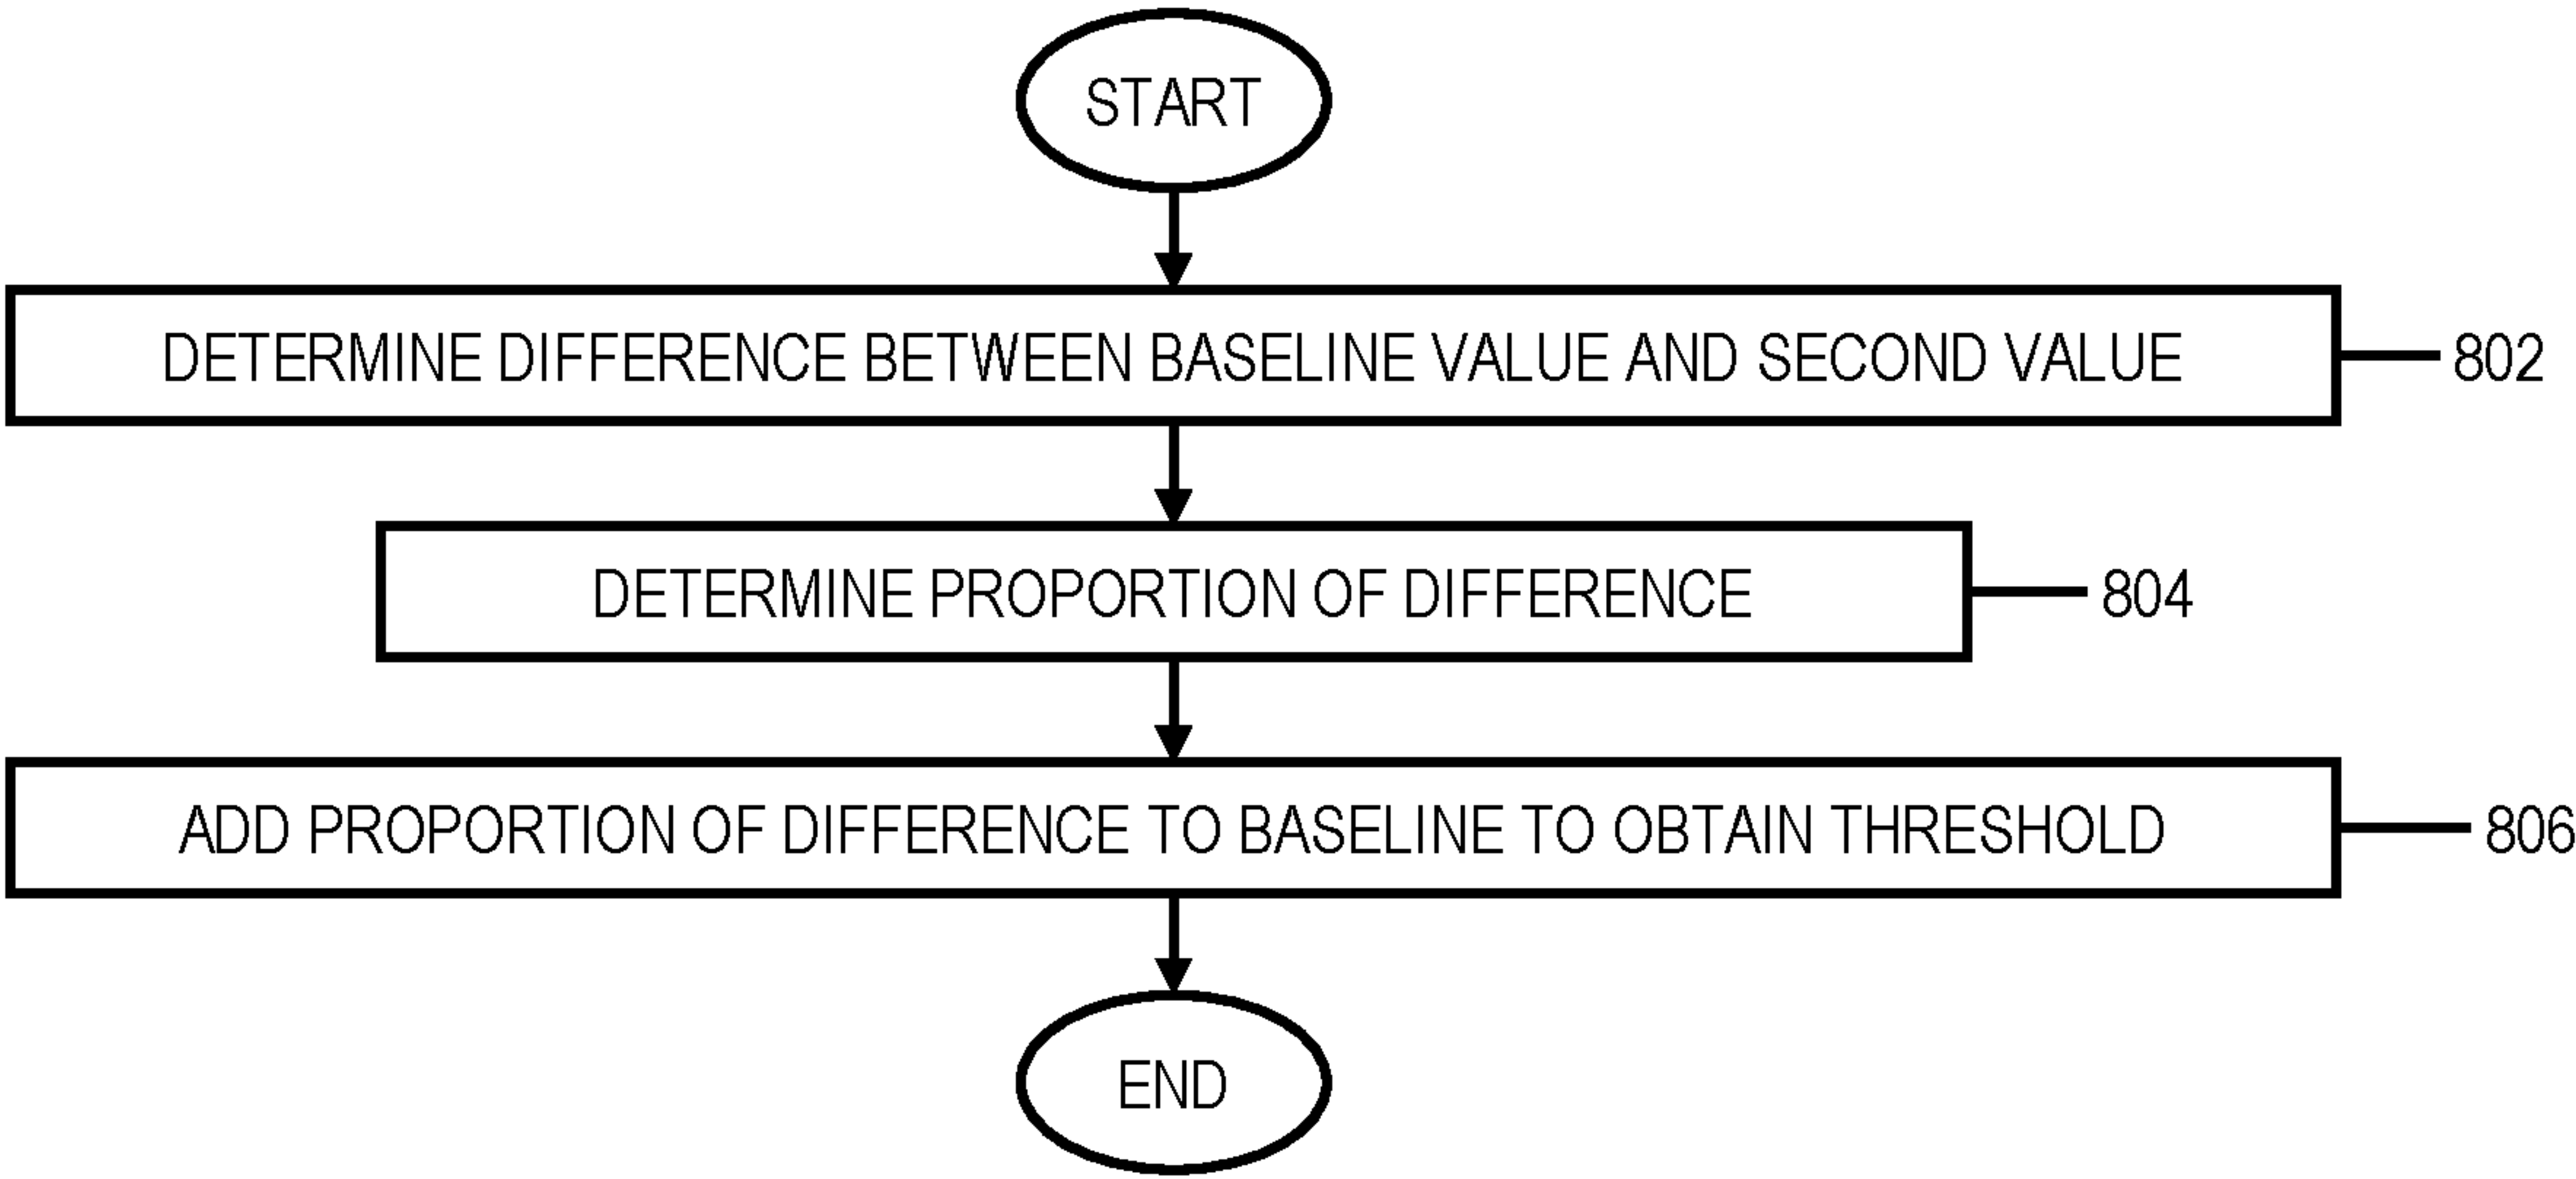 START
DETERMINE DIFFERENCE BETWEEN BASELINE VALUE AND SECOND VALUE
802
DETERMINE PROPORTION OF DIFFERENCE
804
ADD PROPORTION OF DIFFERENCE TO BASELINE TO OBTAIN THRESHOLD
806
END